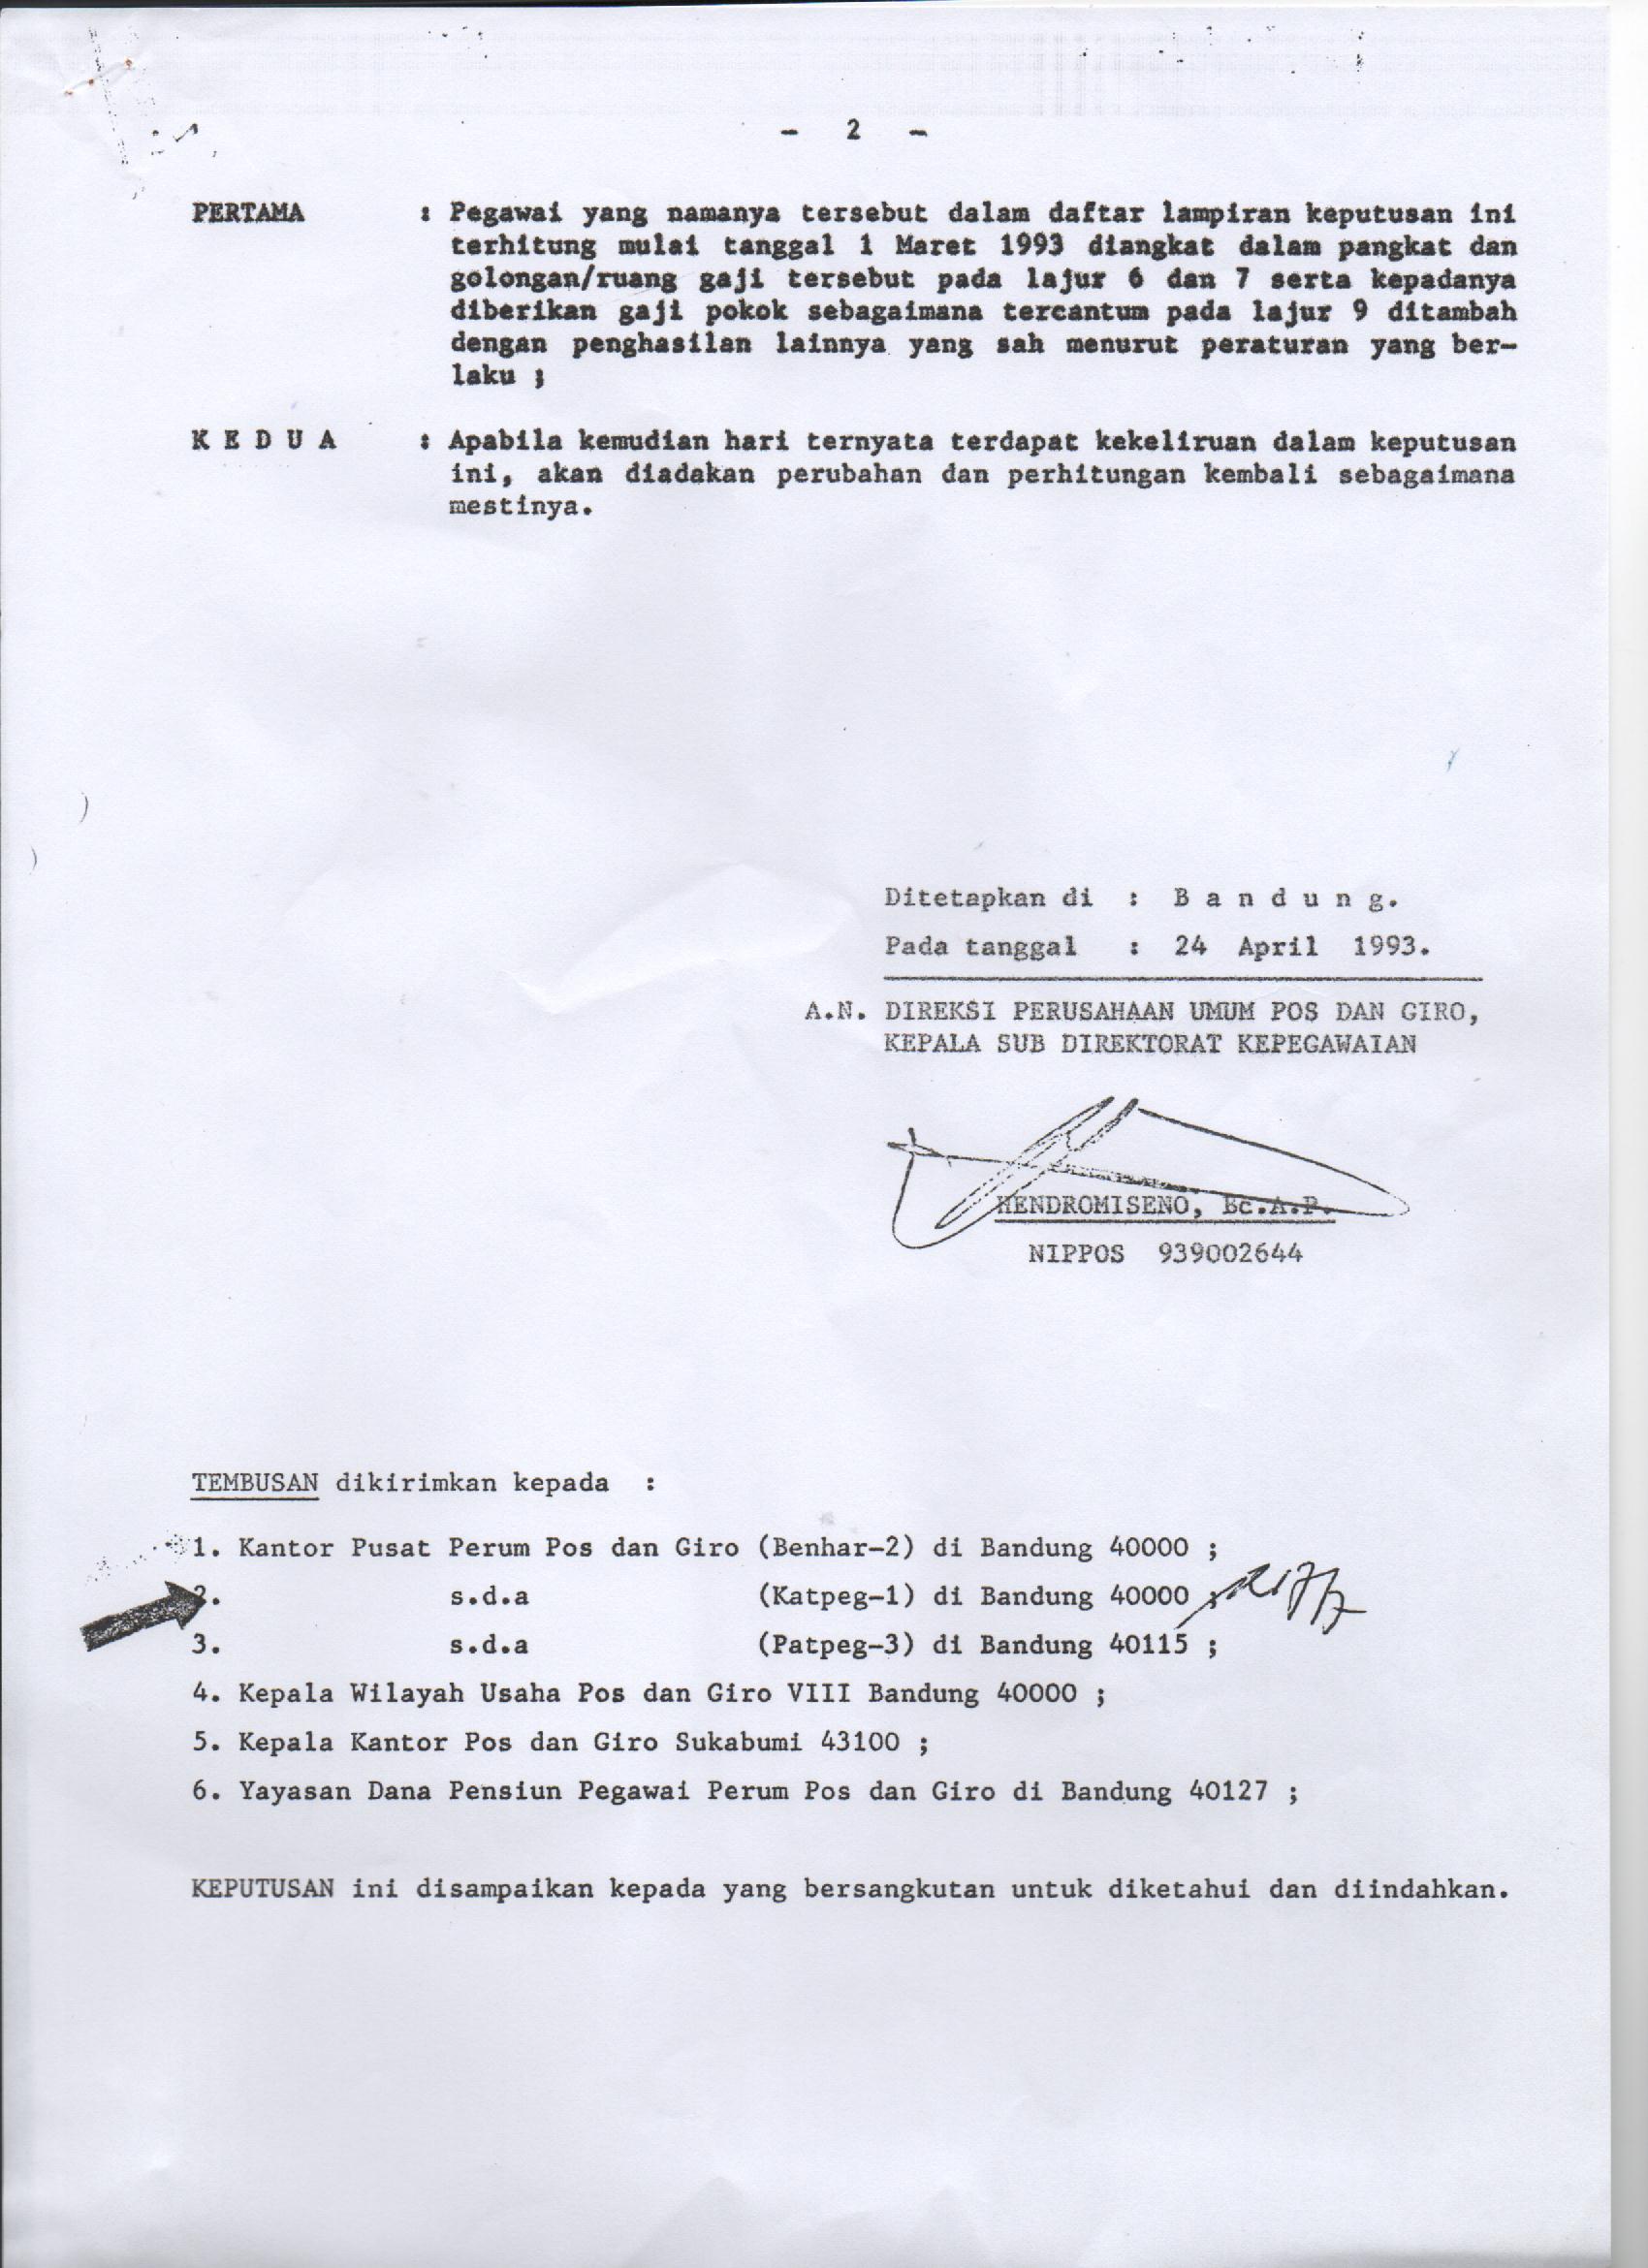 - 2 -
PERTAMA : Pegawai yang namanya tersebut dalam daftar lampiran keputusan ini
terhitung mulai tanggal 1 Maret 1993 diangkat dalam pangkat dan
golongan/ruang gaji tersebut pada lajur 6 dan 7 serta kepadanya
diberikan gaji pokok sebagaimana tercantum pada lajur 9 ditambah
dengan penghasilan lainnya yang sah menurut peraturan yang ber-
laku ;
K E D U A : Apabila kemudian hari ternyata terdapat kekeliruan dalam keputusan
ini, akan diadakan perubahan dan perhitungan kembali sebagaimana
mestinya.
Ditetapkan di : B a n d u n g.
Pada tanggal : 24 April 1993.
A.N. DIREKSI PERUSAHAAN UMUM POS DAN GIRO,
KEPALA SUB DIREKTORAT KEPEGAWAIAN
HENDROMISENO, Bc.A.P.
NIPPOS 939002644
TEMBUSAN dikirimkan kepada :
1. Kantor Pusat Perum Pos dan Giro (Benhar-2) di Bandung 40000 ;
2. s.d.a (Katpeg-1) di Bandung 40000 ;
3. s.d.a (Patpeg-3) di Bandung 40115 ;
4. Kepala Wilayah Usaha Pos dan Giro VIII Bandung 40000 ;
5. Kepala Kantor Pos dan Giro Sukabumi 43100 ;
6. Yayasan Dana Pensiun Pegawai Perum Pos dan Giro di Bandung 40127 ;
KEPUTUSAN ini disampaikan kepada yang bersangkutan untuk diketahui dan diindahkan.